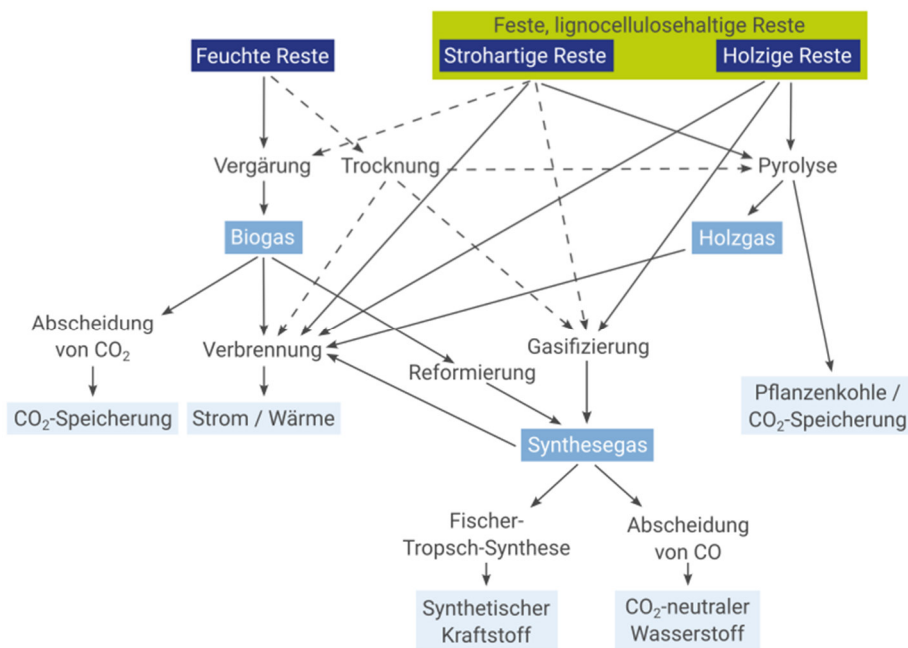 Feste, lignocellulosehaltige Reste
Feuchte Reste
Strohartige Reste
Holzige Reste
Vergärung
Trocknung
Pyrolyse
Biogas
Holzgas
Abscheidung
von CO₂
Verbrennung
Gasifizierung
Reformierung
CO₂-Speicherung
Strom / Wärme
Pflanzenkohle /
CO₂-Speicherung
Synthesegas
Fischer-
Tropsch-Synthese
Abscheidung
von CO
Synthetischer
Kraftstoff
CO₂-neutraler
Wasserstoff